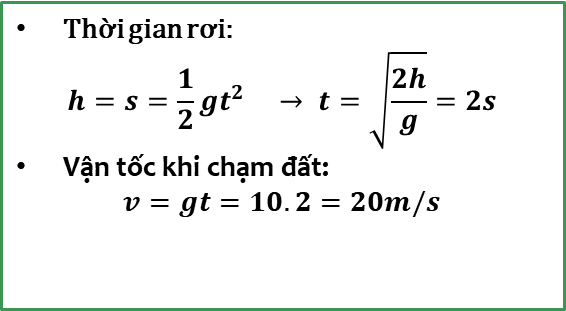 • Thời gian rơi:
h = s = 1/2 gt² → t = √(2h/g) = 2s
• Vận tốc khi chạm đất:
v = gt = 10. 2 = 20m/s